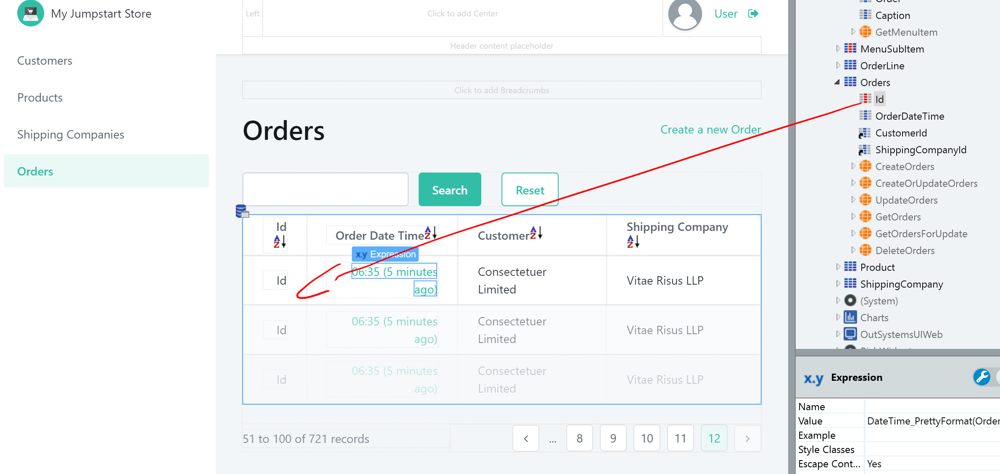 My Jumpstart Store
Left
Click to add Center
User
Header content placeholder
Customers
Products
Shipping Companies
Orders
Click to add Breadcrumbs
Orders
Create a new Order
Search
Reset
Id
Order Date Time
Customer
Shipping Company
x.y Expression
Id
06:35 (5 minutes
ago)
Consectetuer
Limited
Vitae Risus LLP
Id
06:35 (5 minutes
ago)
Consectetuer
Limited
Vitae Risus LLP
Id
06:35 (5 minutes
ago)
Consectetuer
Limited
Vitae Risus LLP
51 to 100 of 721 records
... 8 9 10 11 12
Order
Caption
GetMenuItem
MenuSubItem
OrderLine
Orders
Id
OrderDateTime
CustomerId
ShippingCompanyId
CreateOrders
CreateOrUpdateOrders
UpdateOrders
GetOrders
GetOrdersForUpdate
DeleteOrders
Product
ShippingCompany
(System)
Charts
OutSystemsUIWeb
x.y Expression
Name
Value DateTime_PrettyFormat(Order
Example
Style Classes
Escape Cont... Yes